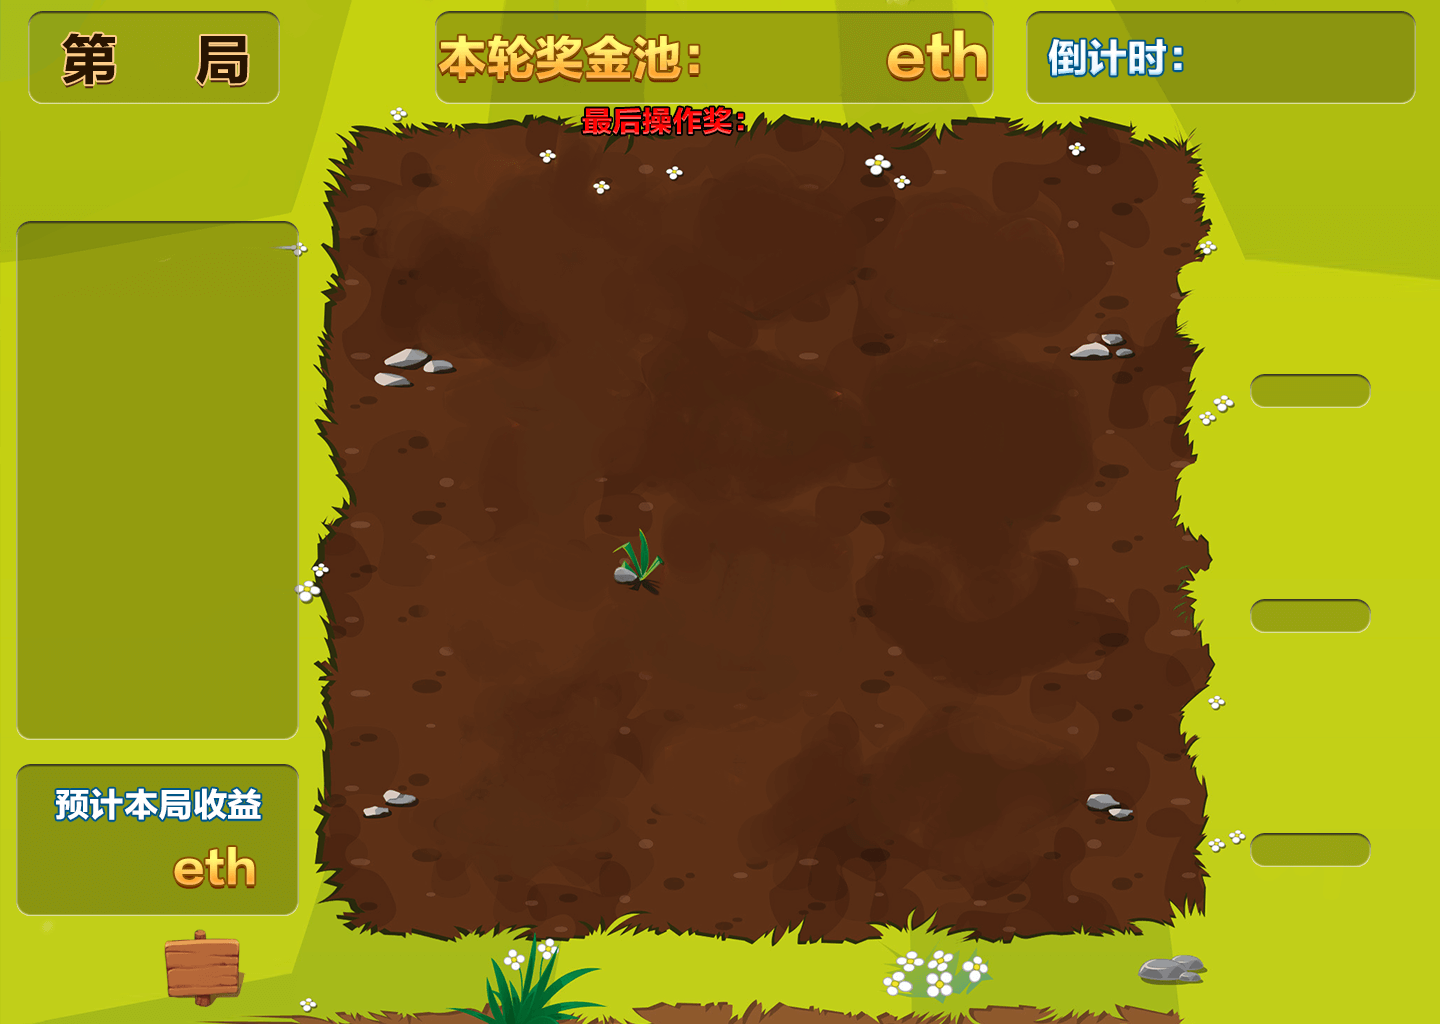 第 局
本轮奖金池： eth
倒计时：
最后操作奖：
预计本局收益
eth